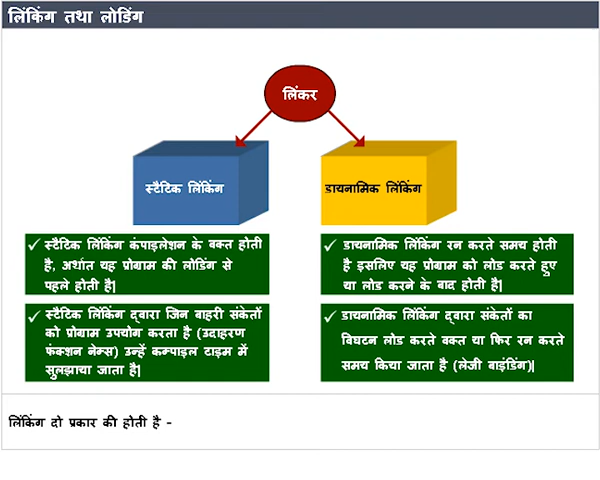 लिंकिंग तथा लोडिंग
लिंकर
स्टैटिक लिंकिंग
डायनामिक लिंकिंग
स्टैटिक लिंकिंग कंपाइलेशन के वक्त होती
है, अर्थात यह प्रोग्राम की लोडिंग से
पहले होती है|
स्टैटिक लिंकिंग द्वारा जिन बाहरी संकेतों
को प्रोग्राम उपयोग करता है (उदाहरण
फंक्शन नेम्स) उन्हें कम्पाइल टाइम में
सुलझाया जाता है|
डायनामिक लिंकिंग रन करते समय होती
है इसलिए यह प्रोग्राम को लोड करते हुए
या लोड करने के बाद होती है|
डायनामिक लिंकिंग द्वारा संकेतों का
विघटन लोड करते वक्त या फिर रन करते
समय किया जाता है (लेजी बाइंडिंग)|
लिंकिंग दो प्रकार की होती है -